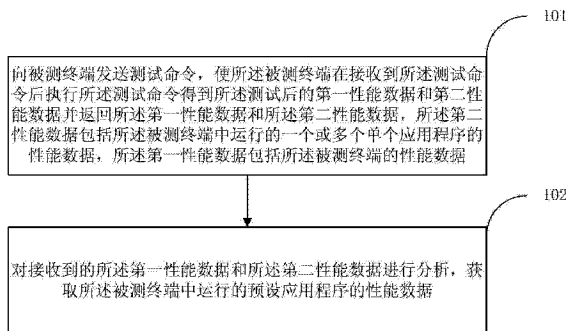 101
向被测终端发送测试命令，使所述被测终端在接收到所述测试命
令后执行所述测试命令得到所述测试后的第一性能数据和第二性
能数据并返回所述第一性能数据和所述第二性能数据，所述第二
性能数据包括所述被测终端中运行的一个或多个单个应用程序的
性能数据，所述第一性能数据包括所述被测终端的性能数据
102
对接收到的所述第一性能数据和所述第二性能数据进行分析，获
取所述被测终端中运行的预设应用程序的性能数据